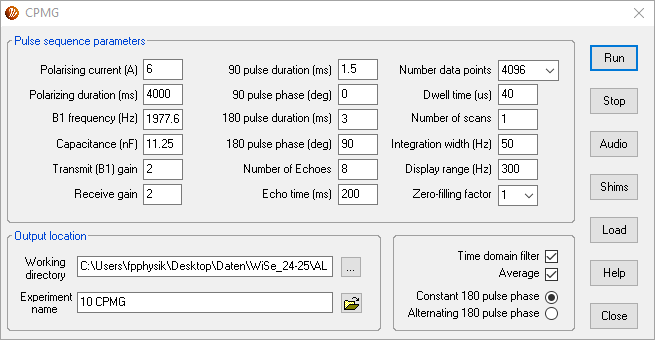 CPMG
Pulse sequence parameters
Polarising current (A) 6 90 pulse duration (ms) 1.5 Number data points 4096
Polarizing duration (ms) 4000 90 pulse phase (deg) 0 Dwell time (us) 40
B1 frequency (Hz) 1977.6 180 pulse duration (ms) 3 Number of scans 1
Capacitance (nF) 11.25 180 pulse phase (deg) 90 Integration width (Hz) 50
Transmit (B1) gain 2 Number of Echoes 8 Display range (Hz) 300
Receive gain 2 Echo time (ms) 200 Zero-filling factor 1
Run
Stop
Audio
Shims
Load
Help
Close
Output location
Working directory C:\Users\fpphysik\Desktop\Daten\WiSe_24-25\AL ...
Experiment name 10 CPMG
Time domain filter
Average
Constant 180 pulse phase
Alternating 180 pulse phase